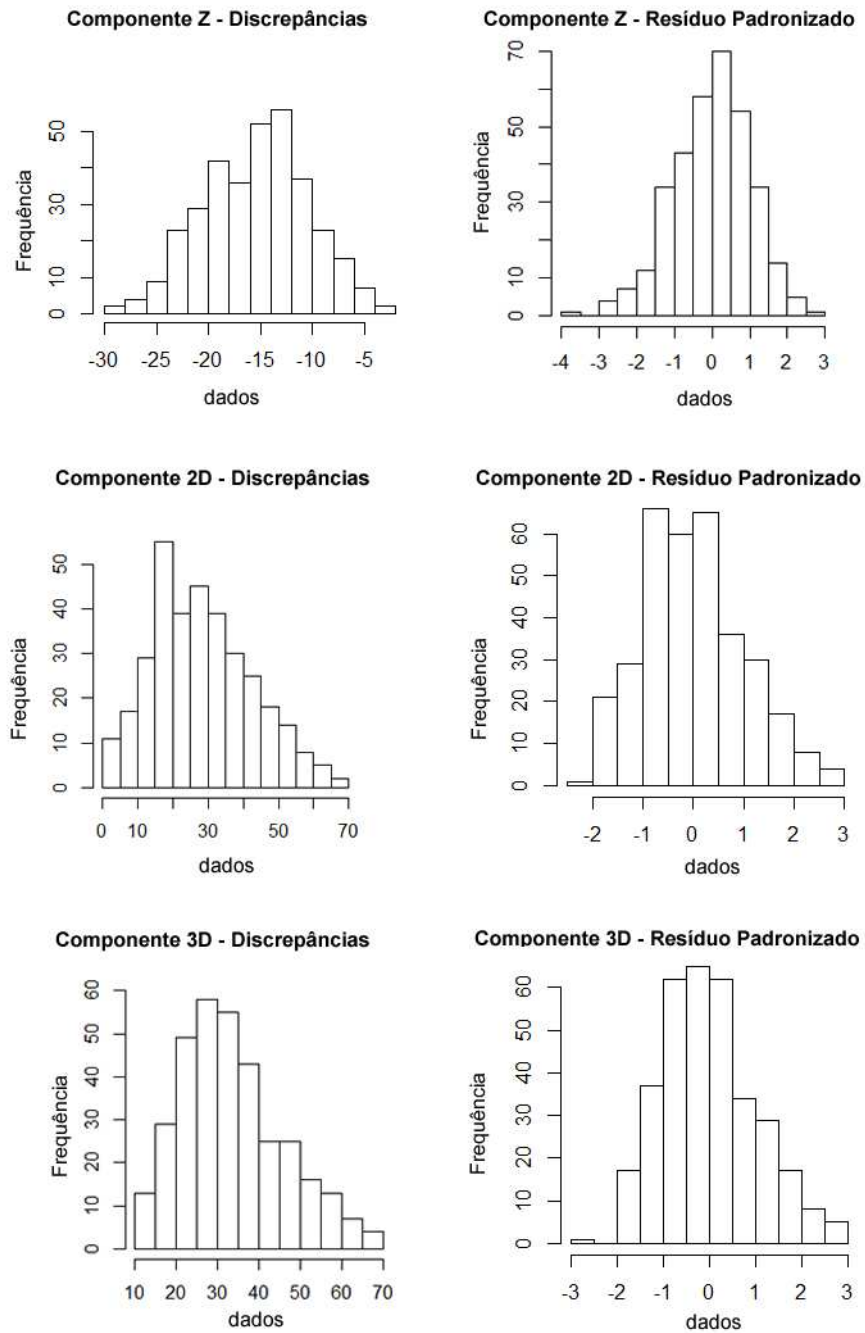 Componente Z - Discrepâncias
Frequência
50
30
10
0
-30 -25 -20 -15 -10 -5
dados
Componente Z - Resíduo Padronizado
Frequência
70
50
30
10
0
-4 -3 -2 -1 0 1 2 3
dados
Componente 2D - Discrepâncias
Frequência
50
40
30
20
10
0
0 10 30 50 70
dados
Componente 2D - Resíduo Padronizado
Frequência
60
50
40
30
20
10
0
-2 -1 0 1 2 3
dados
Componente 3D - Discrepâncias
Frequência
60
50
40
30
20
10
0
10 20 30 40 50 60 70
dados
Componente 3D - Resíduo Padronizado
Frequência
60
50
40
30
20
10
0
-3 -2 -1 0 1 2 3
dados